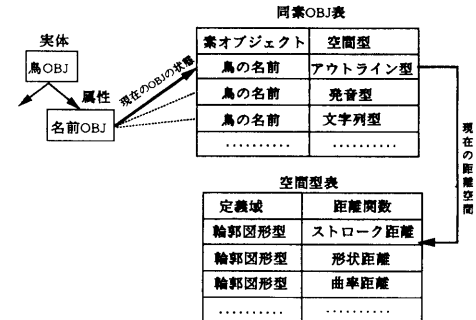 同素OBJ表
実体
鳥OBJ
属性
名前OBJ
現在のOBJの状態
素オブジェクト 空間型
鳥の名前 アウトライン型
鳥の名前 発音型
鳥の名前 文字列型
.......... ..........
現在の距離空間
空間型表
定義域 距離関数
輪郭図形型 ストローク距離
輪郭図形型 形状距離
輪郭図形型 曲率距離
.......... ..........